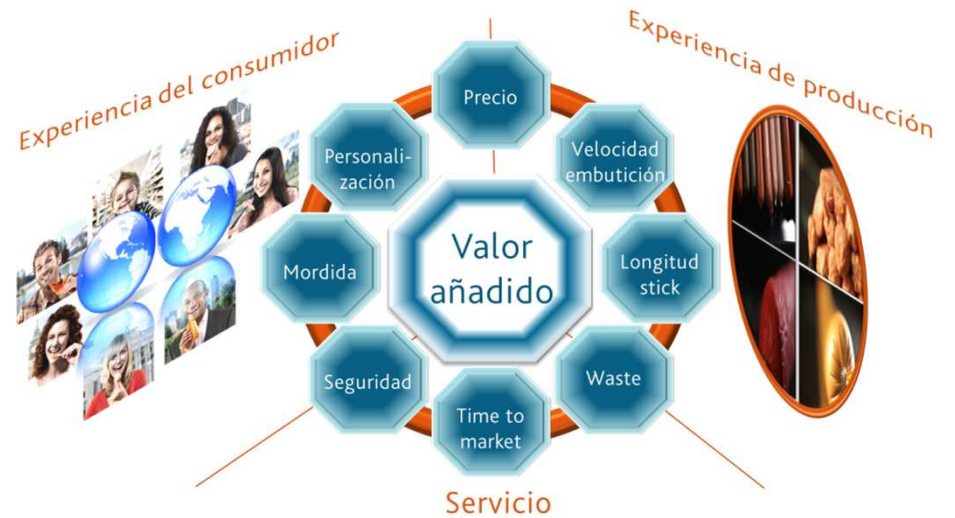 Experiencia del consumidor
Experiencia de producción
Precio
Personali-
zación
Velocidad
embutición
Valor
añadido
Mordida
Longitud
stick
Seguridad
Waste
Time to
market
Servicio